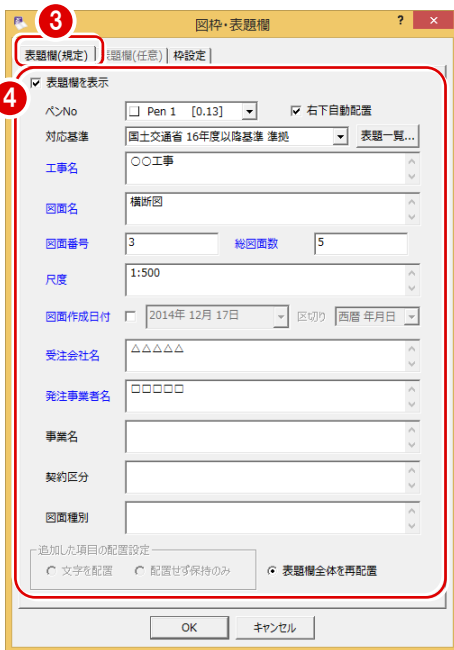 図枠・表題欄 ? ×
3
表題欄(規定) 表題欄(任意) 枠設定
4
表題欄を表示
ペンNo Pen 1 [0.13] 右下自動配置
対応基準 国土交通省 16年度以降基準 準拠 表題一覧...
工事名 〇〇工事
図面名 横断図
図面番号 3 総図面数 5
尺度 1:500
図面作成日付 2014年 12月 17日 区切り 西暦 年月日
受注会社名 △△△△△
発注事業者名 □□□□□
事業名
契約区分
図面種別
追加した項目の配置設定
文字を配置 配置せず保持のみ 表題欄全体を再配置
OK キャンセル